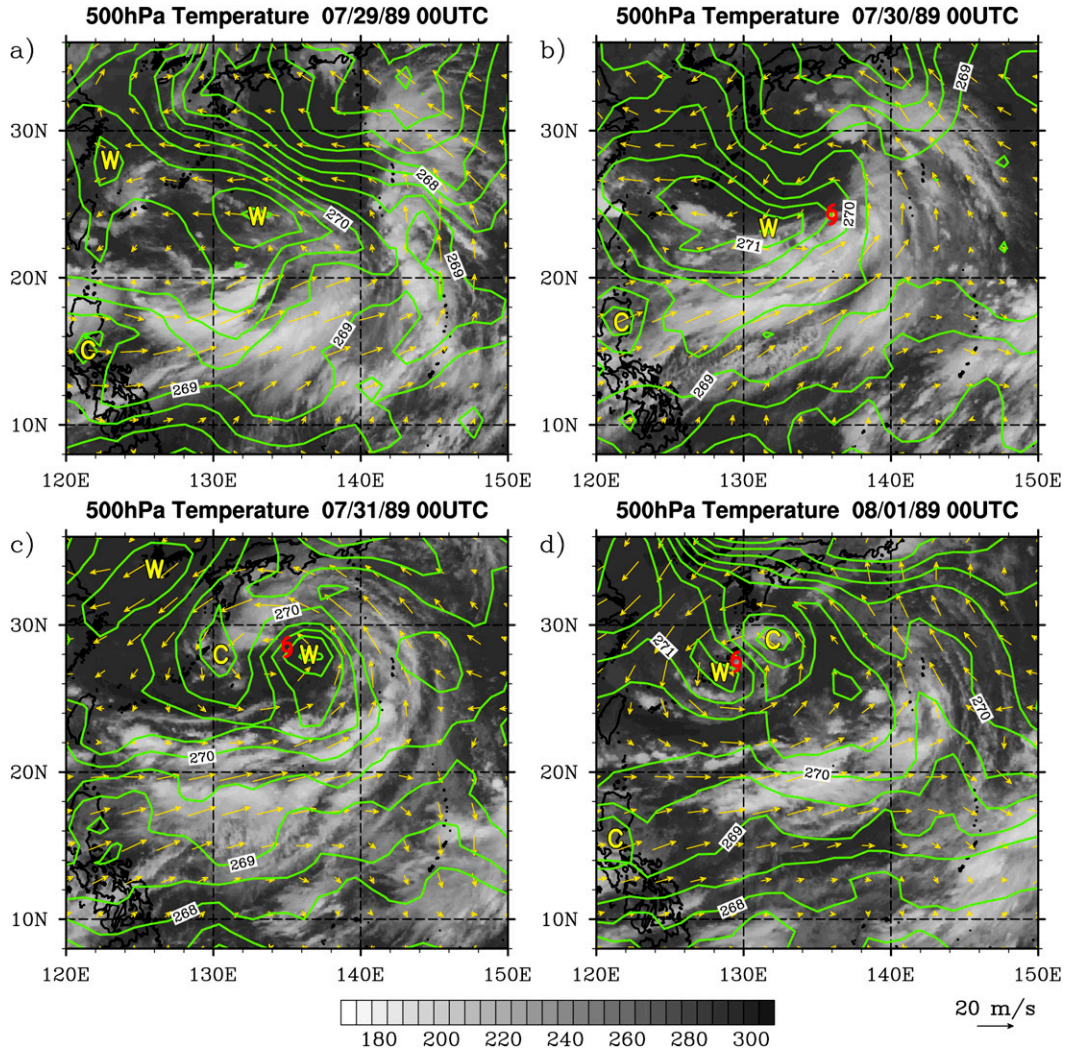 500hPa Temperature 07/29/89 00UTC
500hPa Temperature 07/30/89 00UTC
a)
b)
30N
20N
10N
120E
130E
140E
150E
W
W
C
268
270
269
269
269
30N
20N
10N
120E
130E
140E
150E
269
270
W
271
C
269
500hPa Temperature 07/31/89 00UTC
500hPa Temperature 08/01/89 00UTC
c)
d)
30N
20N
10N
120E
130E
140E
150E
W
270
C
W
270
269
268
30N
20N
10N
120E
130E
140E
150E
271
C
W
270
270
269
C
268
180 200 220 240 260 280 300
20 m/s